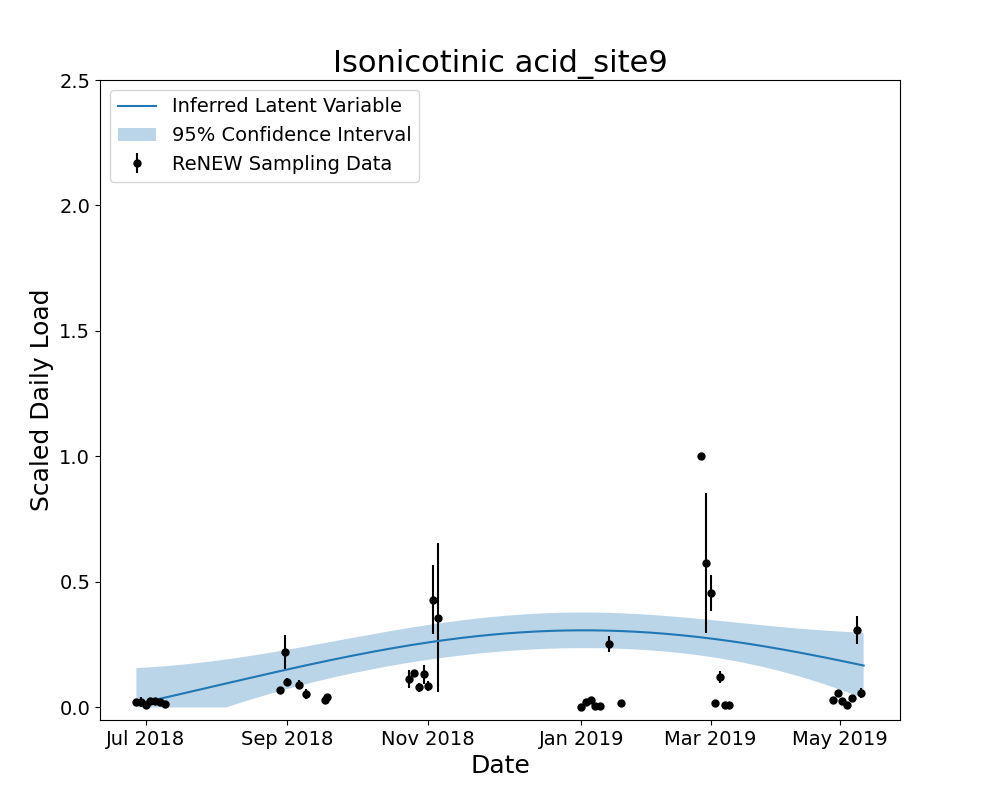 Isonicotinic acid_site9
2.5
2.0
1.5
1.0
0.5
0.0
Scaled Daily Load
Inferred Latent Variable
95% Confidence Interval
ReNEW Sampling Data
Jul 2018
Sep 2018
Nov 2018
Jan 2019
Mar 2019
May 2019
Date